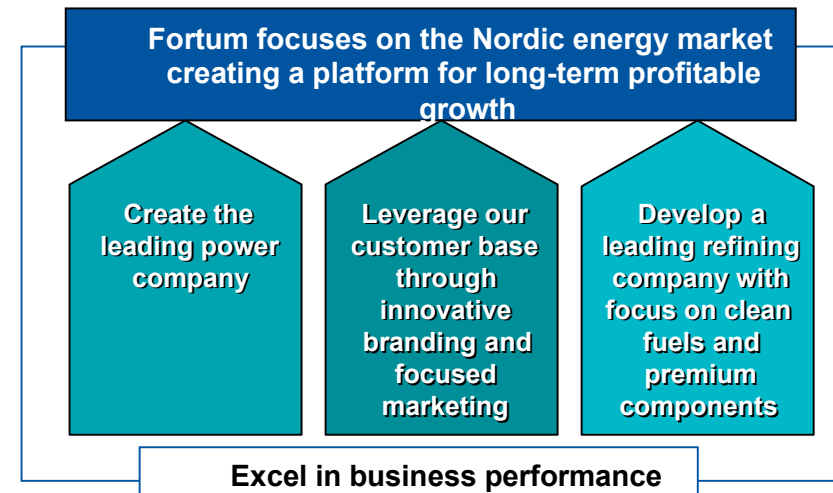 Fortum focuses on the Nordic energy market
creating a platform for long-term profitable
growth
Create the
leading power
company
Leverage our
customer base
through
innovative
branding and
focused
marketing
Develop a
leading refining
company with
focus on clean
fuels and
premium
components
Excel in business performance